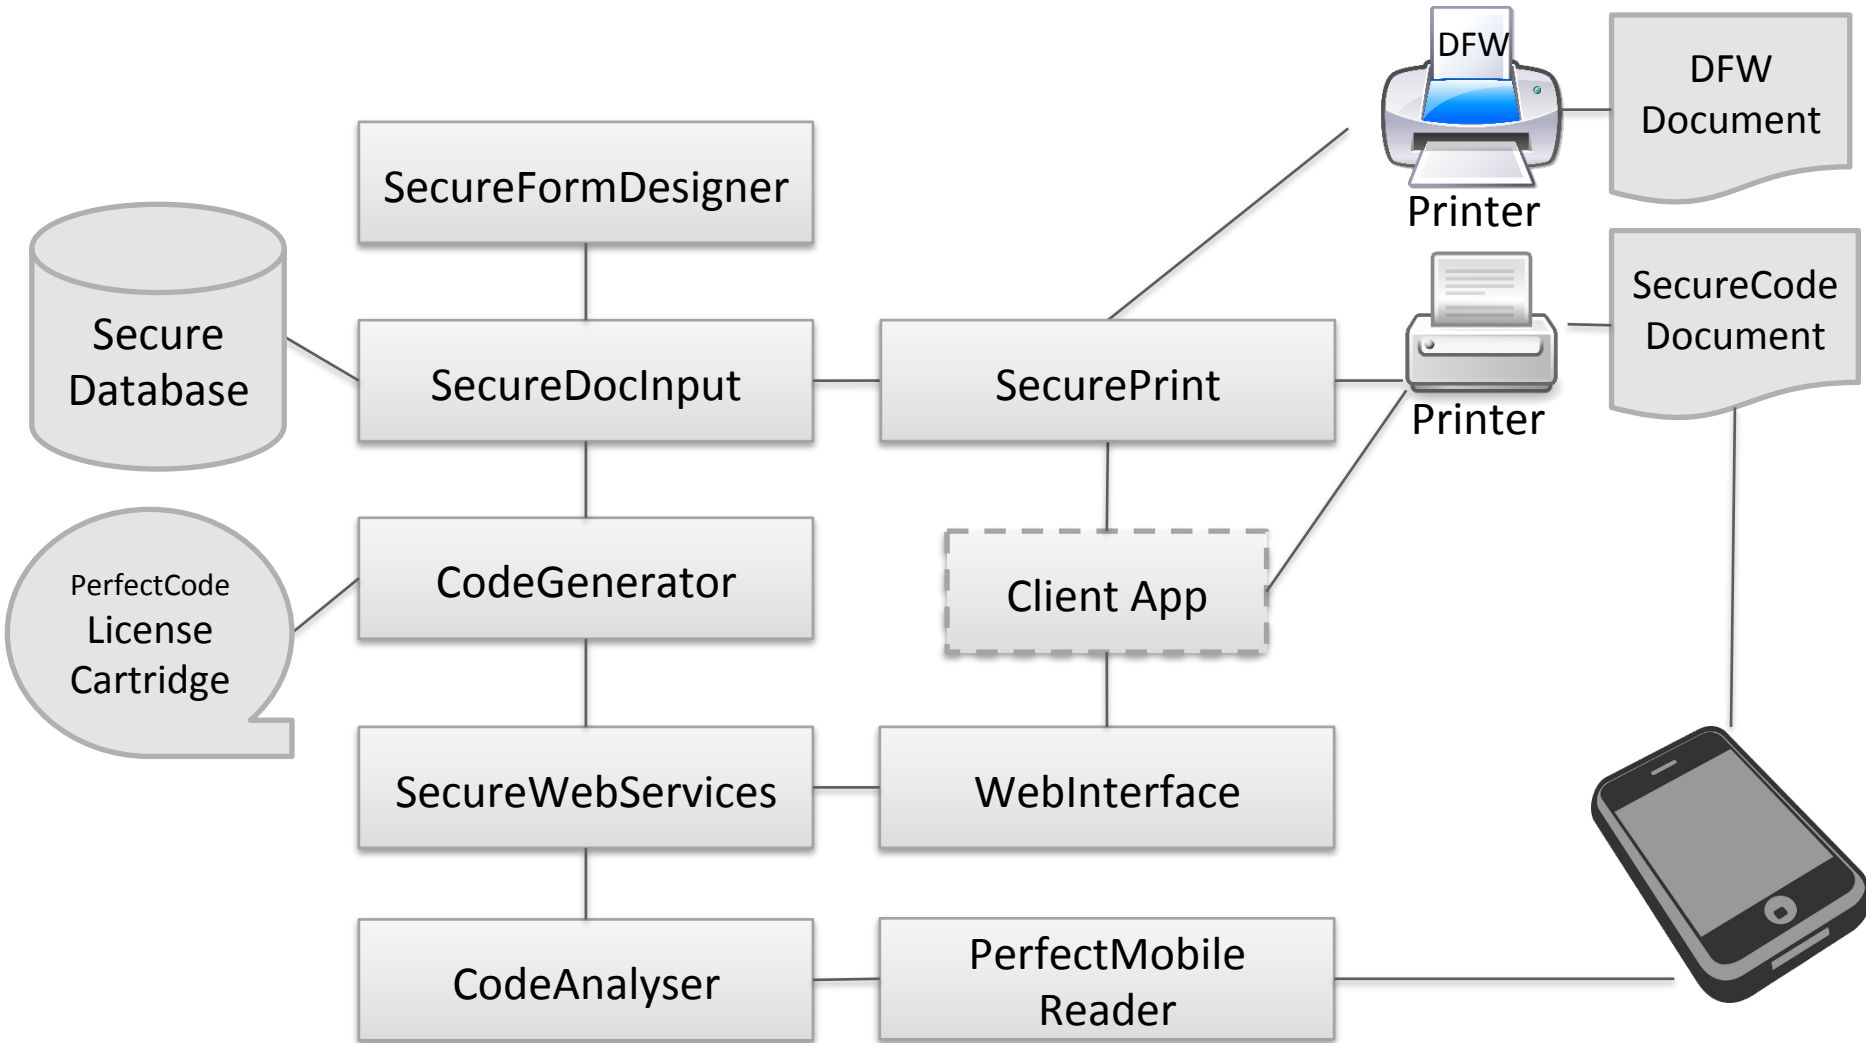 DFW
DFW
Document
Printer
SecureFormDesigner
SecureCode
Document
Secure
Database
SecureDocInput
SecurePrint
Printer
PerfectCode
License
Cartridge
CodeGenerator
Client App
SecureWebServices
WebInterface
CodeAnalyser
PerfectMobile
Reader